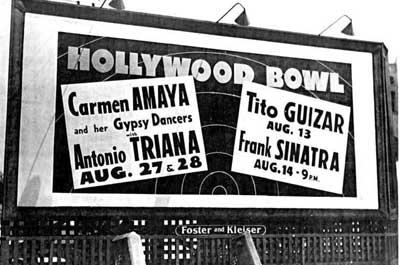 HOLLYWOOD BOWL
Carmen AMAYA
and her Gypsy Dancers
with
Antonio TRIANA
AUG. 27 & 28
Tito GUIZAR
AUG. 13
Frank SINATRA
AUG. 14 - 9 P.M.
Foster and Kleiser